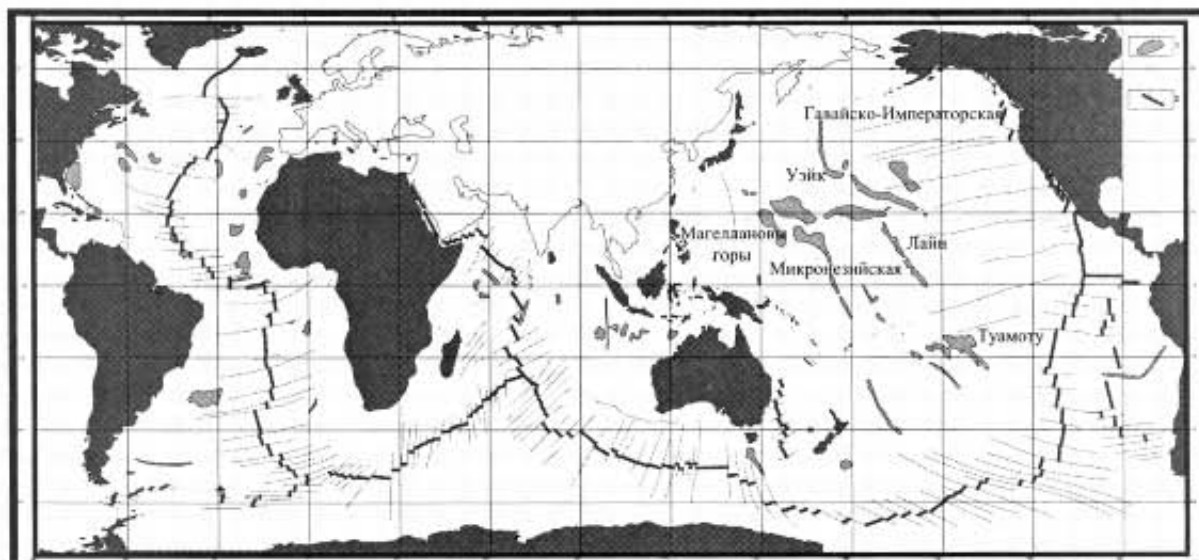 Гавайско-Императорская
Уэйк
Магеллановы
горы
Лайн
Микронезийская
Туамоту